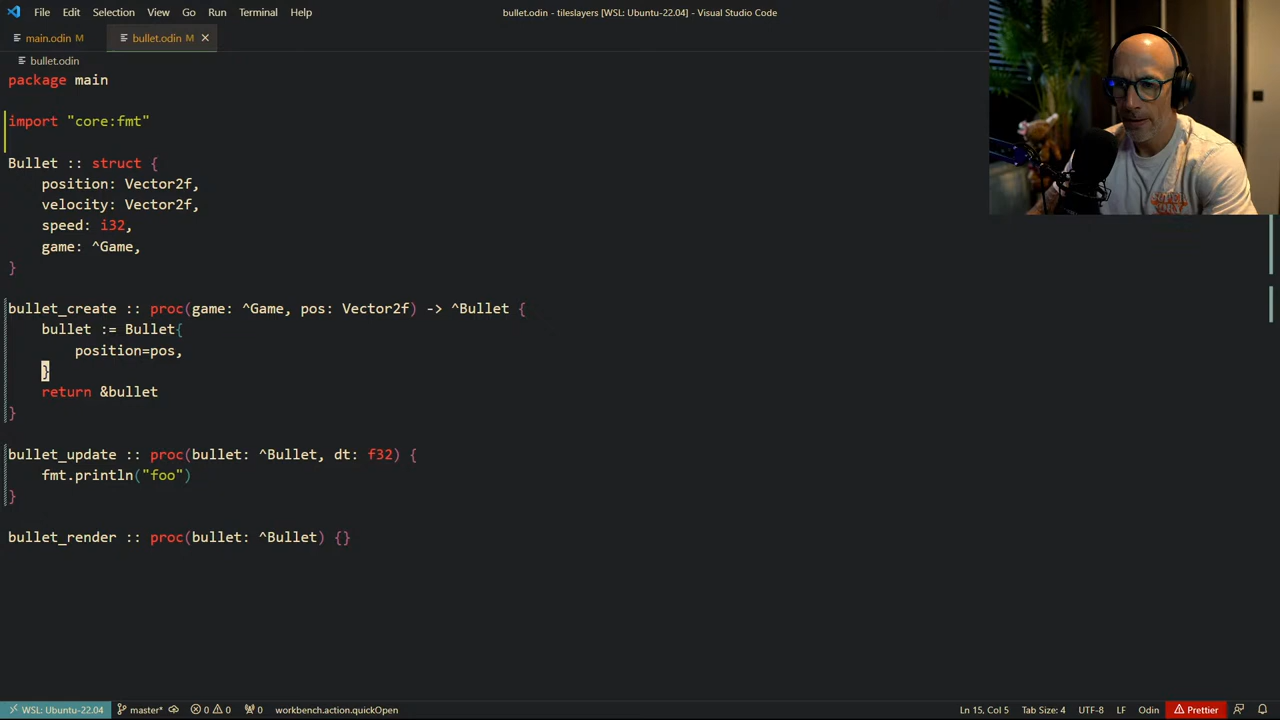 File Edit Selection View Go Run Terminal Help
bullet.odin - tileslayers [WSL: Ubuntu-22.04] - Visual Studio Code
main.odin M
bullet.odin M
bullet.odin
package main
import "core:fmt"
Bullet :: struct {
position: Vector2f,
velocity: Vector2f,
speed: i32,
game: ^Game,
}
bullet_create :: proc(game: ^Game, pos: Vector2f) -> ^Bullet {
bullet := Bullet{
position=pos,
}
return &bullet
}
bullet_update :: proc(bullet: ^Bullet, dt: f32) {
fmt.println("foo")
}
bullet_render :: proc(bullet: ^Bullet) {}
WSL: Ubuntu-22.04 master* 0 0 0 workbench.action.quickOpen Ln 15, Col 5 Tab Size: 4 UTF-8 LF Odin Prettier